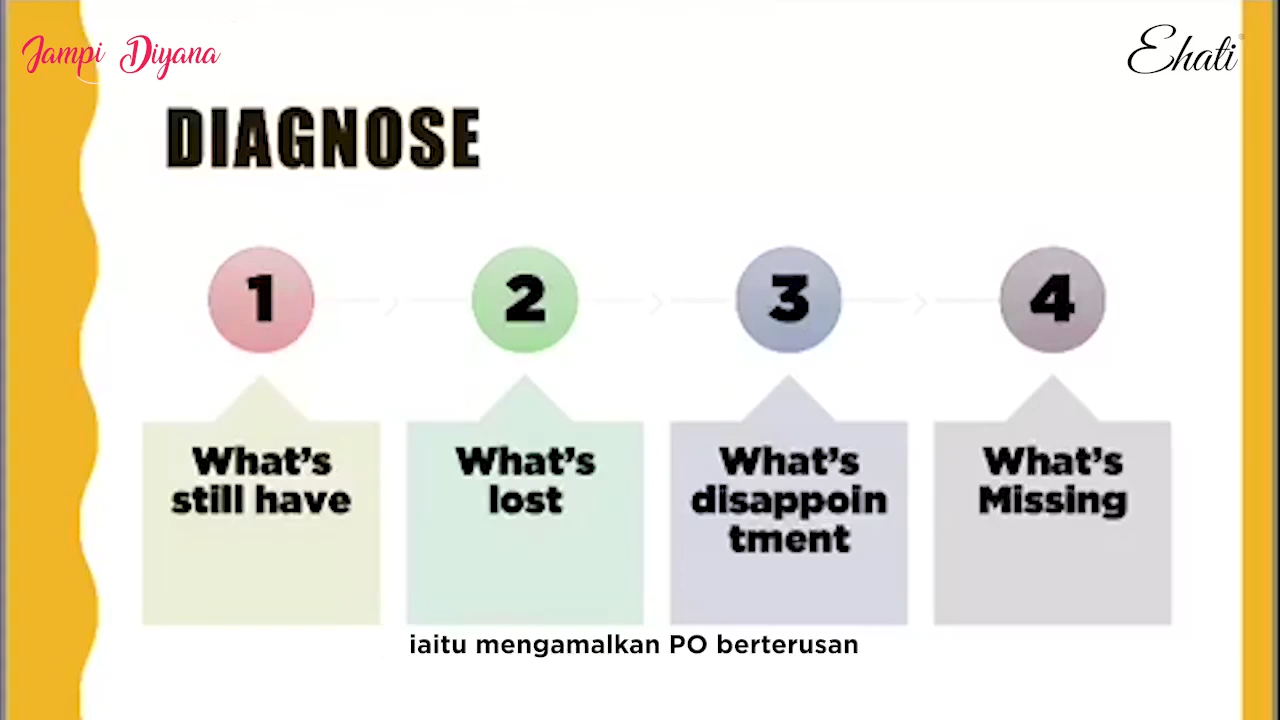 Jampi Diyana
Ehati
DIAGNOSE
1
2
3
4
What's
still have
What's
lost
What's
disappoin
tment
What's
Missing
iaitu mengamalkan PO berterusan